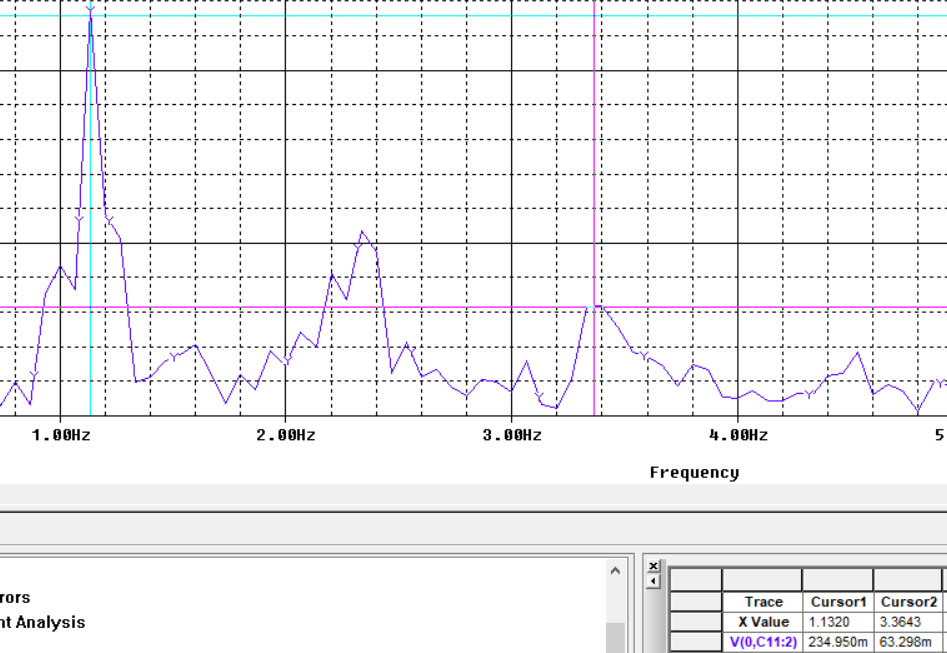 1.00Hz 2.00Hz 3.00Hz 4.00Hz 5
Frequency
rors
nt Analysis
Trace Cursor1 Cursor2
X Value 1.1320 3.3643
V(0,C11:2) 234.950m 63.298m